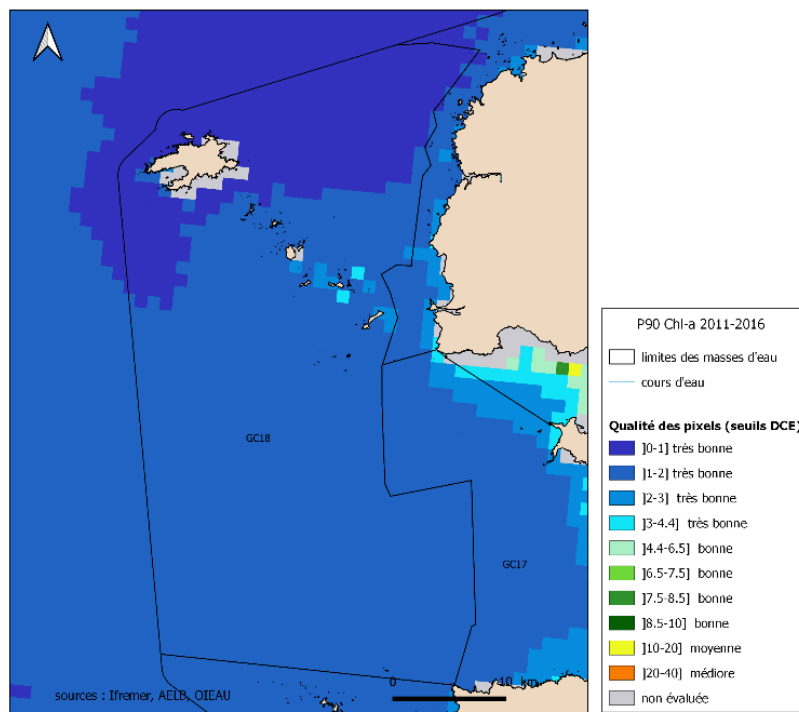 GC18
GC17
0 10 km
sources : Ifremer, AELB, OIEAU
P90 Chl-a 2011-2016
limites des masses d'eau
cours d'eau
Qualité des pixels (seuils DCE)
]0-1] très bonne
]1-2] très bonne
]2-3] très bonne
]3-4.4] très bonne
]4.4-6.5] bonne
]6.5-7.5] bonne
]7.5-8.5] bonne
]8.5-10] bonne
]10-20] moyenne
]20-40] médiore
non évaluée